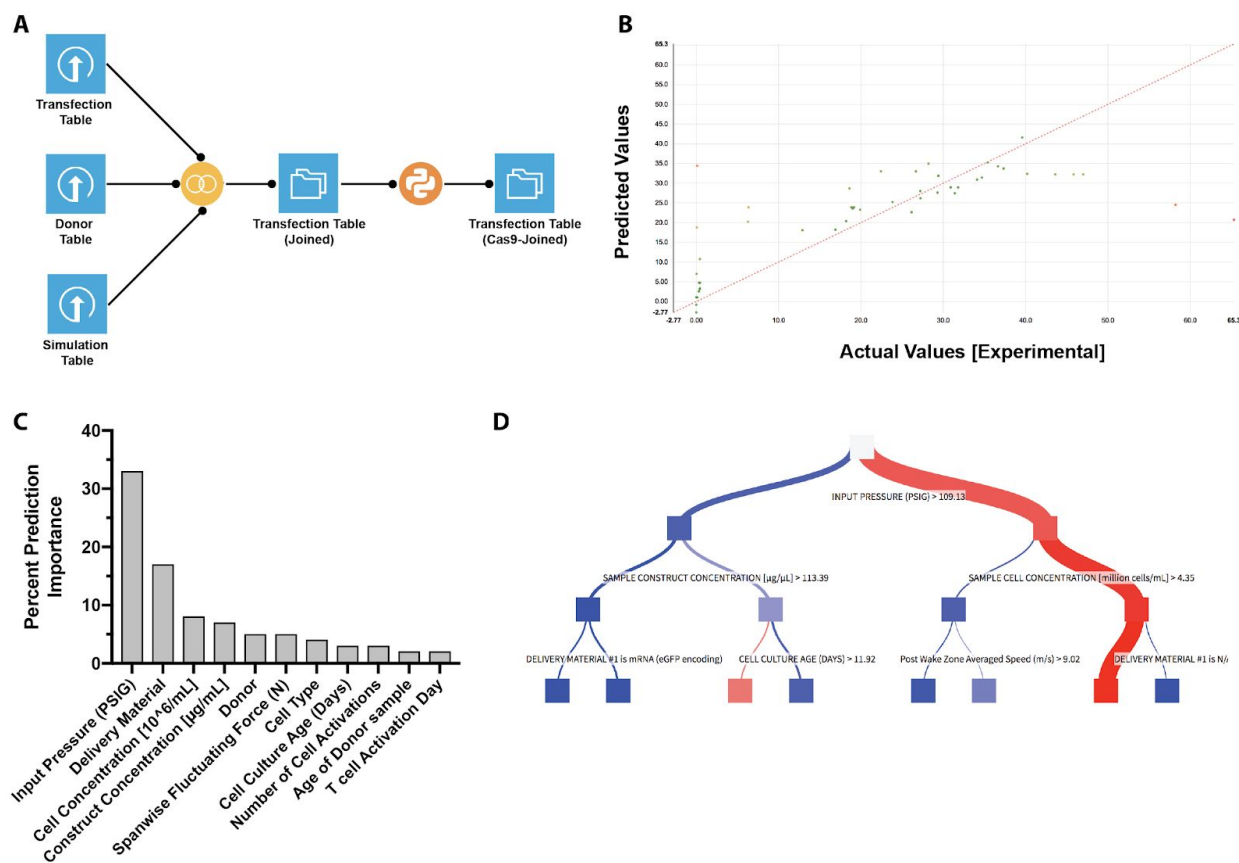 A
Transfection
Table
Donor
Table
Simulation
Table
Transfection Table
(Joined)
Transfection Table
(Cas9-Joined)
B
Predicted Values
65.3
60.0
55.0
50.0
45.0
40.0
35.0
30.0
25.0
20.0
15.0
10.0
5.00
0.00
-2.77
-2.77 0.00 10.0 20.0 30.0 40.0 50.0 60.0 65.3
Actual Values [Experimental]
C
Percent Prediction
Importance
40
30
20
10
0
Input Pressure (PSIG)
Delivery Material
Cell Concentration [10^6/mL]
Construct Concentration [µg/mL]
Donor
Spanwise Fluctuating Force (N)
Cell Type
Cell Culture Age (Days)
Number of Cell Activations
Age of Donor sample
T cell Activation Day
D
INPUT PRESSURE (PSIG) > 109.13
SAMPLE CONSTRUCT CONCENTRATION [µg/µL] > 113.39
SAMPLE CELL CONCENTRATION [million cells/mL] > 4.35
DELIVERY MATERIAL #1 is mRNA (eGFP encoding)
CELL CULTURE AGE (DAYS) > 11.92
Post Wake Zone Averaged Speed (m/s) > 9.02
DELIVERY MATERIAL #1 is N/